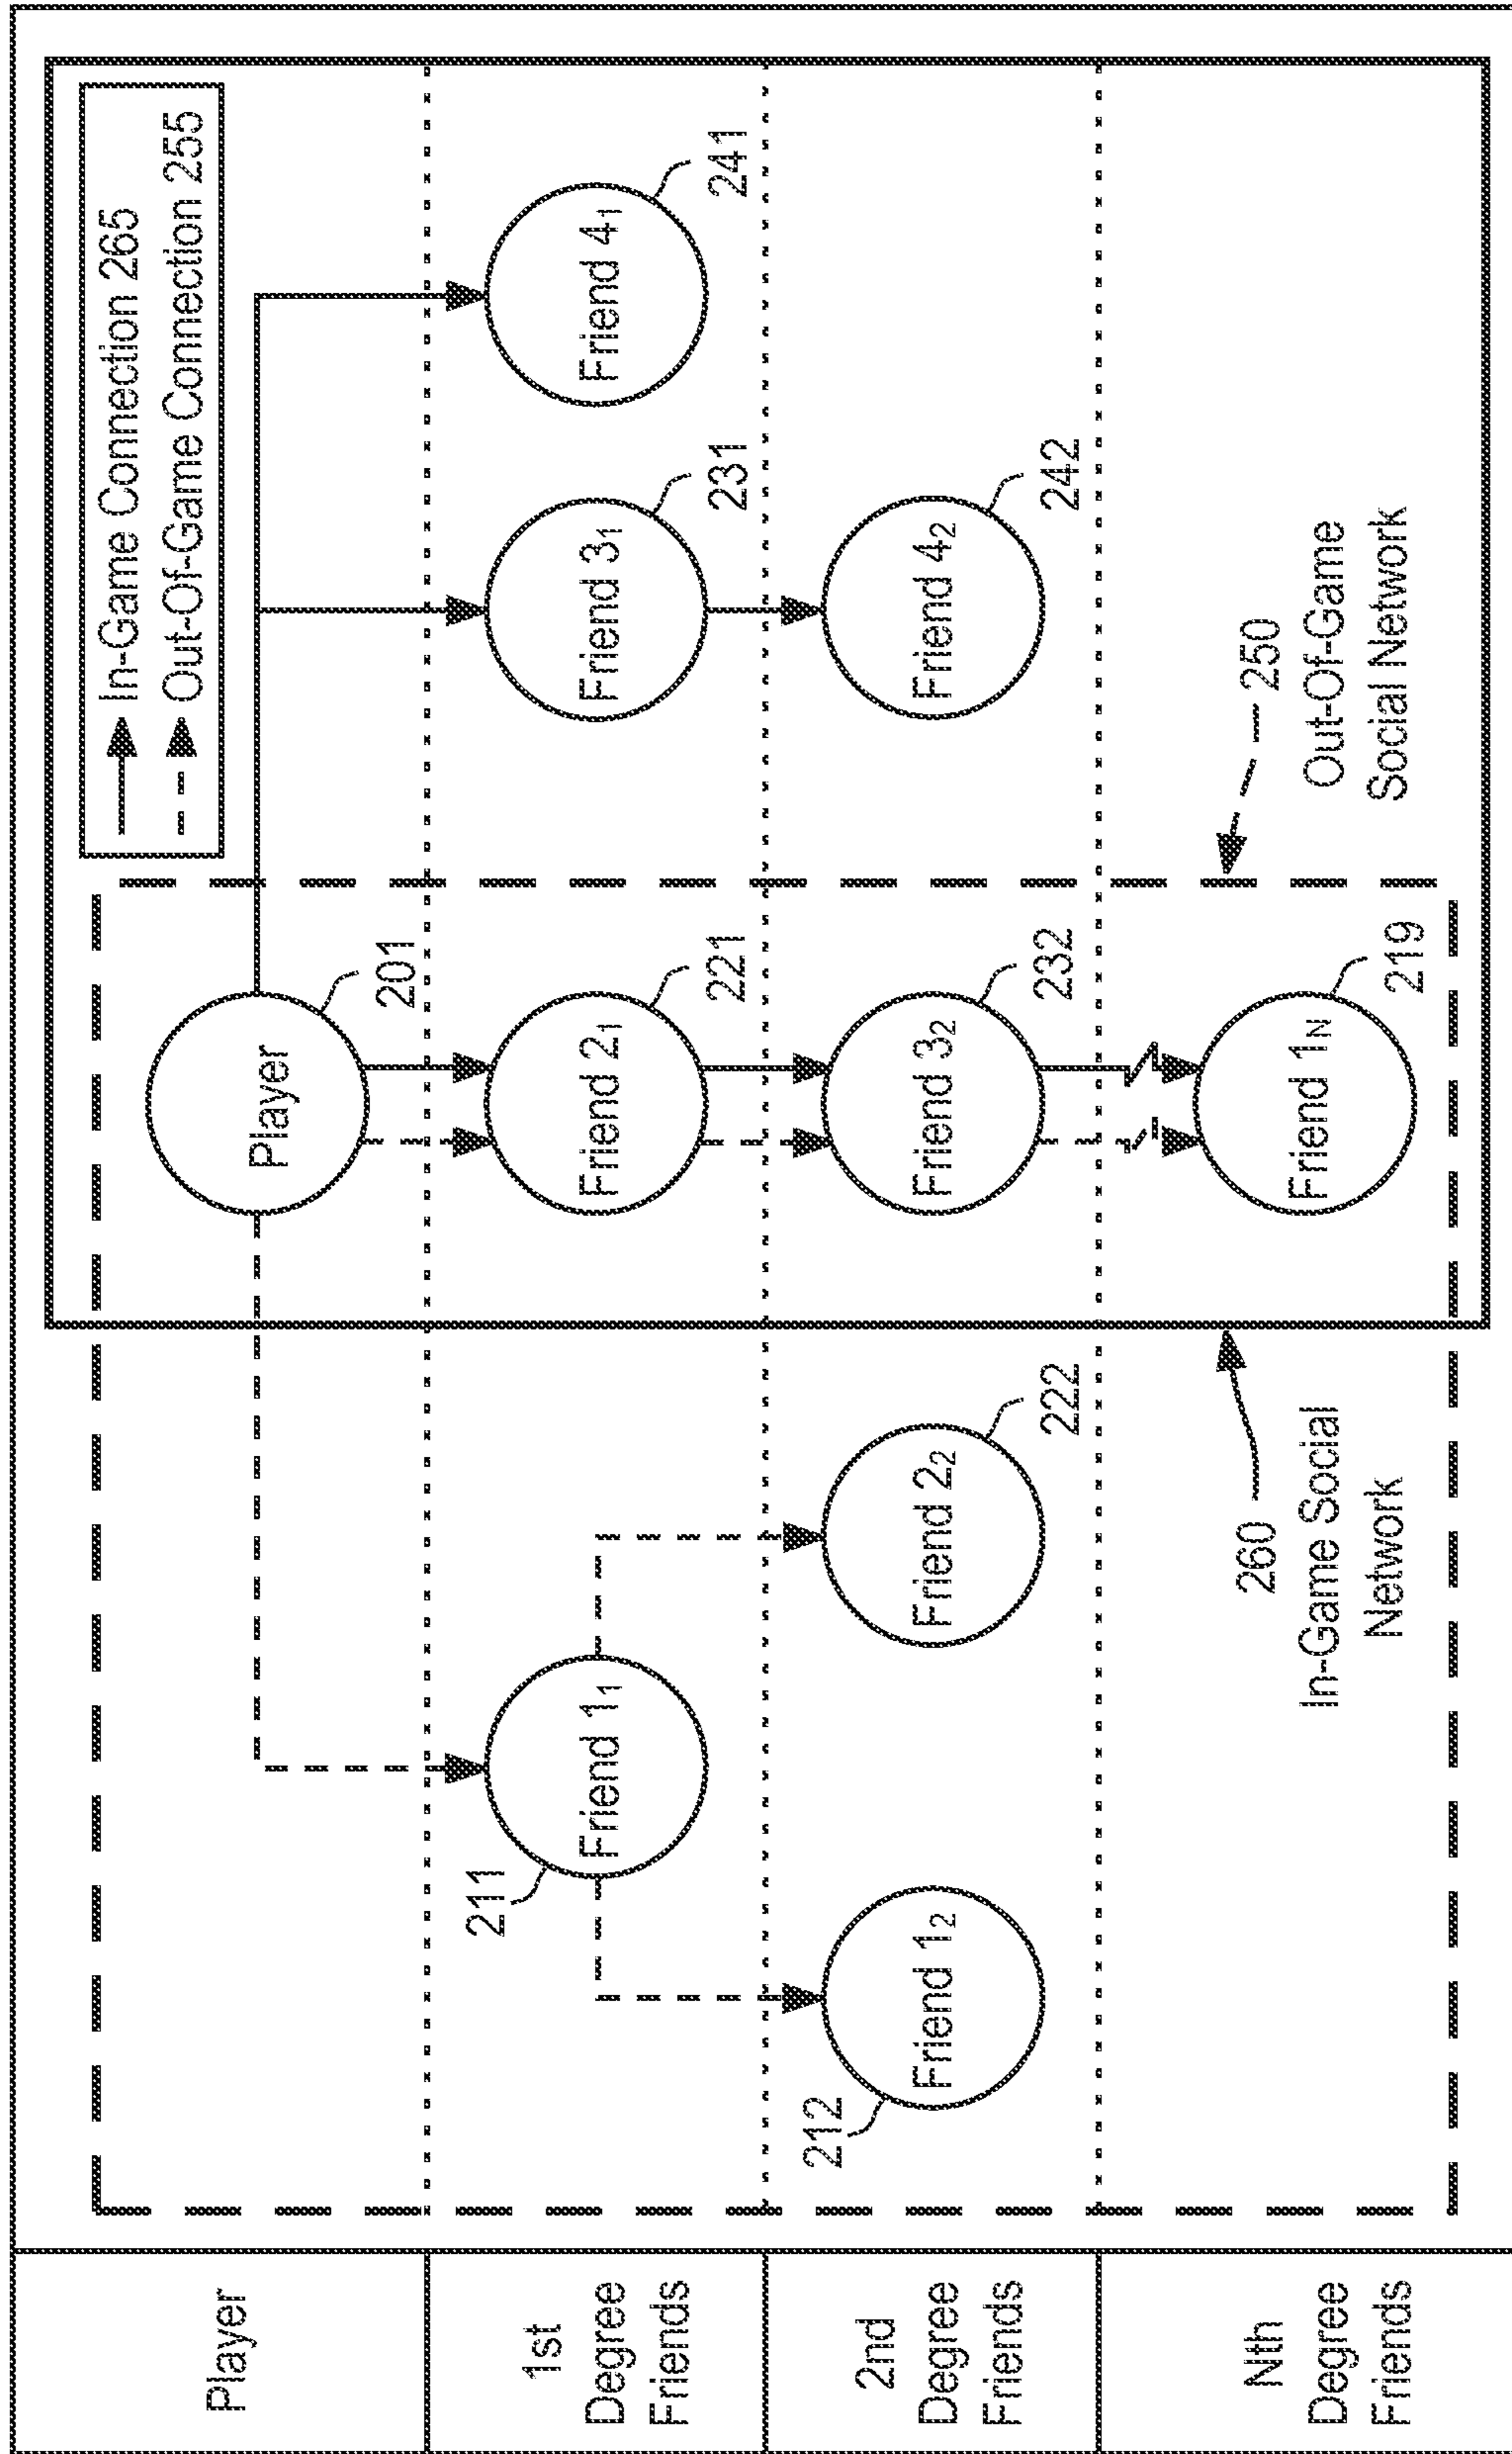 Player
1st
Degree
Friends
2nd
Degree
Friends
Nth
Degree
Friends
In-Game Connection 265
Out-Of-Game Connection 255
Player
201
211
Friend 1₁
Friend 2₁
221
Friend 3₁
231
Friend 4₁
241
212
Friend 1₂
Friend 2₂
222
Friend 3₂
232
Friend 4₂
242
260
In-Game Social
Network
Friend 1N
219
250
Out-Of-Game
Social Network